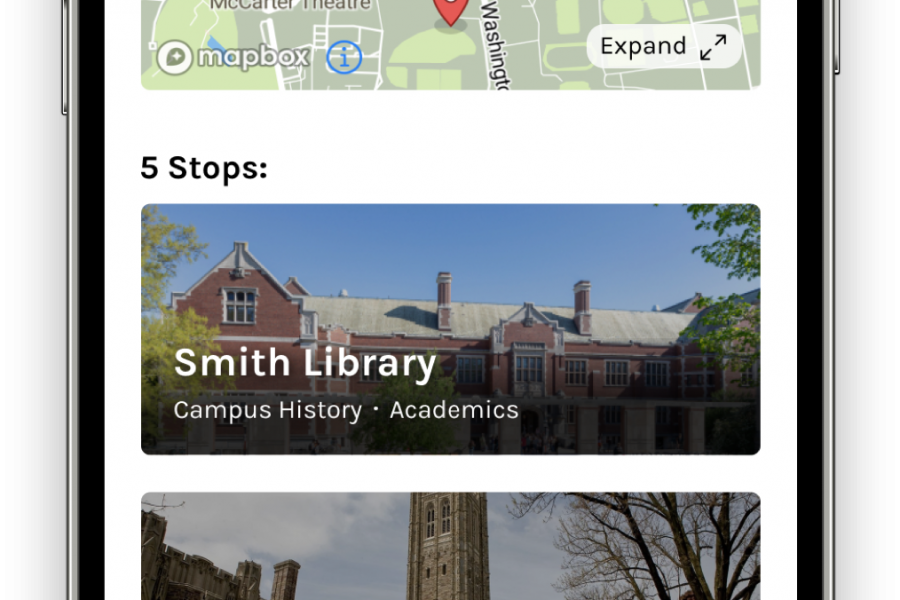 McCarter Theatre
Washingto
mapbox
i
Expand
5 Stops:
Smith Library
Campus History · Academics